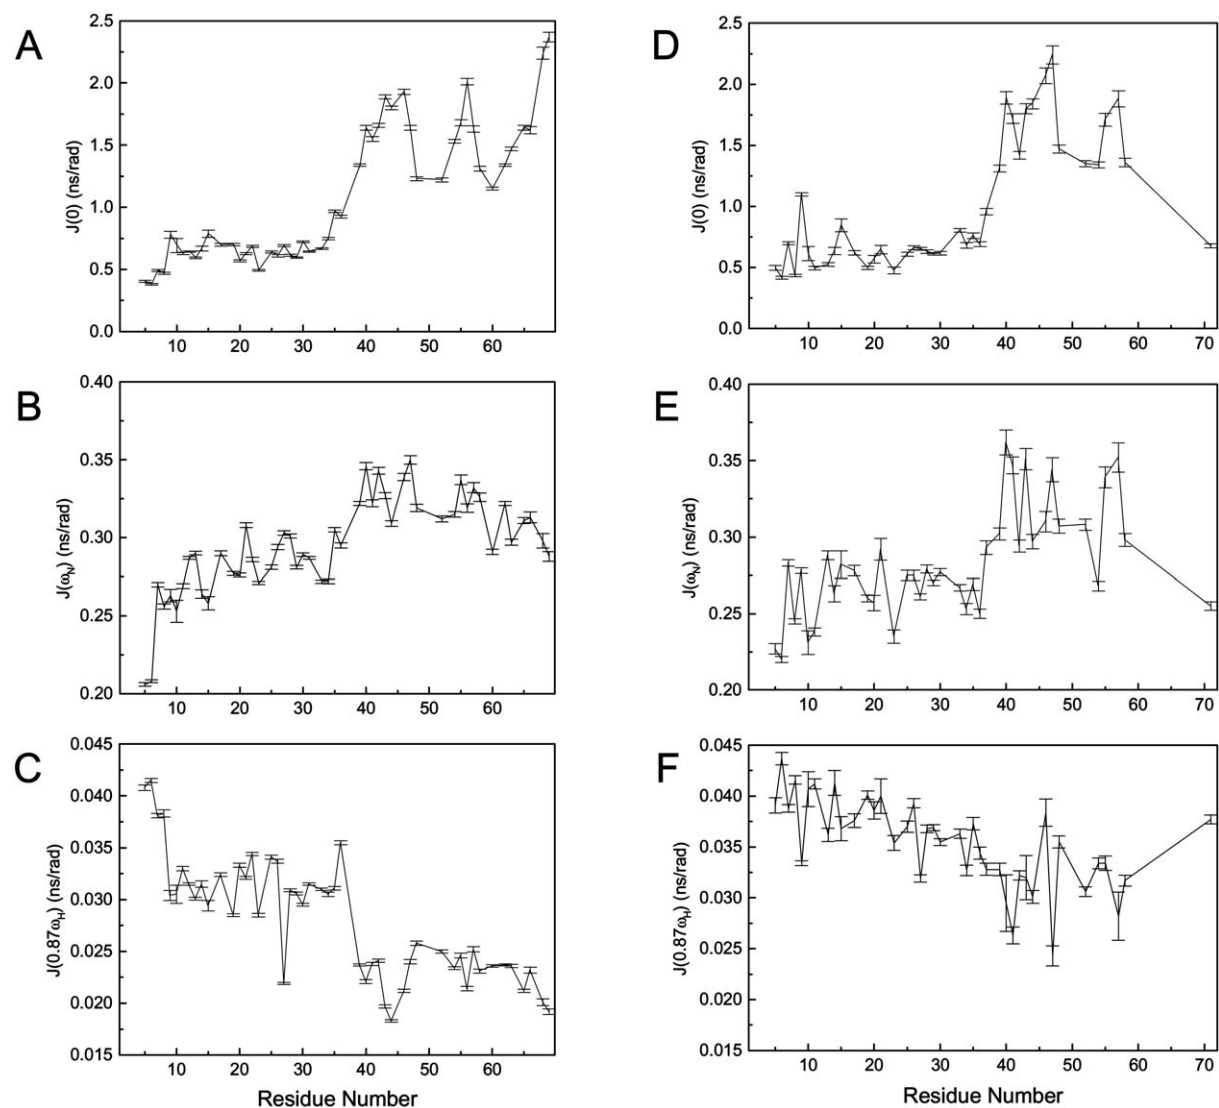 A
J(0) (ns/rad)
2.5
2.0
1.5
1.0
0.5
0.0
10 20 30 40 50 60
D
J(0) (ns/rad)
2.5
2.0
1.5
1.0
0.5
0.0
10 20 30 40 50 60 70
B
J(ωN) (ns/rad)
0.40
0.35
0.30
0.25
0.20
10 20 30 40 50 60
E
J(ωN) (ns/rad)
0.40
0.35
0.30
0.25
0.20
10 20 30 40 50 60 70
C
J(0.87ωH) (ns/rad)
0.045
0.040
0.035
0.030
0.025
0.020
0.015
10 20 30 40 50 60
Residue Number
F
J(0.87ωH) (ns/rad)
0.045
0.040
0.035
0.030
0.025
0.020
0.015
10 20 30 40 50 60 70
Residue Number